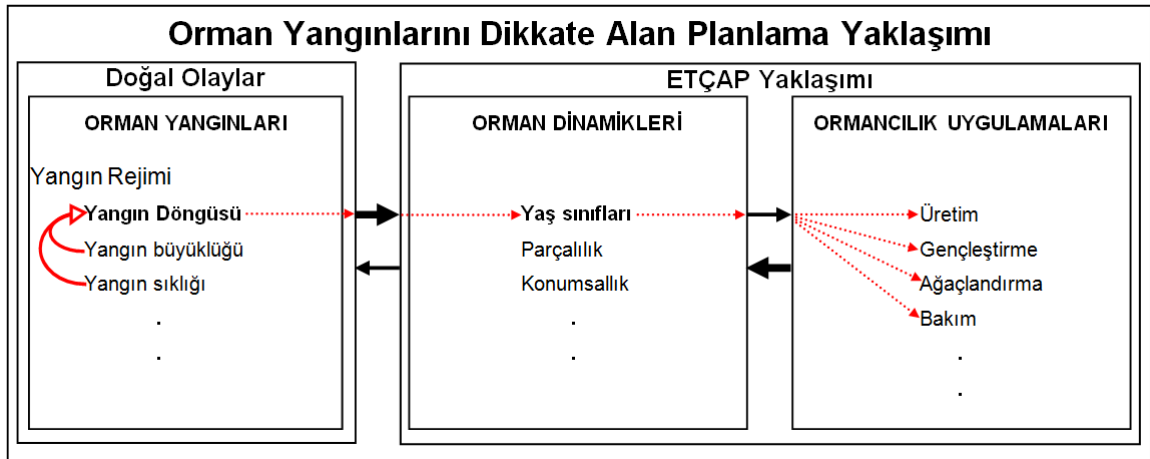 Orman Yangınlarını Dikkate Alan Planlama Yaklaşımı
Doğal Olaylar
ORMAN YANGINLARI
Yangın Rejimi
Yangın Döngüsü
Yangın büyüklüğü
Yangın sıklığı
.
.
ETÇAP Yaklaşımı
ORMAN DİNAMİKLERİ
Yaş sınıfları
Parçalılık
Konumsallık
.
.
ORMANCILIK UYGULAMALARI
Üretim
Gençleştirme
Ağaçlandırma
Bakım
.
.